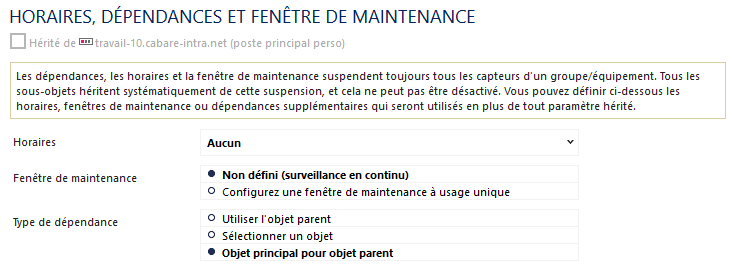 HORAIRES, DÉPENDANCES ET FENÊTRE DE MAINTENANCE
Hérité de travail-10.cabare-intra.net (poste principal perso)
Les dépendances, les horaires et la fenêtre de maintenance suspendent toujours tous les capteurs d'un groupe/équipement. Tous les
sous-objets héritent systématiquement de cette suspension, et cela ne peut pas être désactivé. Vous pouvez définir ci-dessous les
horaires, fenêtres de maintenance ou dépendances supplémentaires qui seront utilisés en plus de tout paramètre hérité.
Horaires
Aucun
Fenêtre de maintenance
Non défini (surveillance en continu)
Configurez une fenêtre de maintenance à usage unique
Type de dépendance
Utiliser l'objet parent
Sélectionner un objet
Objet principal pour objet parent